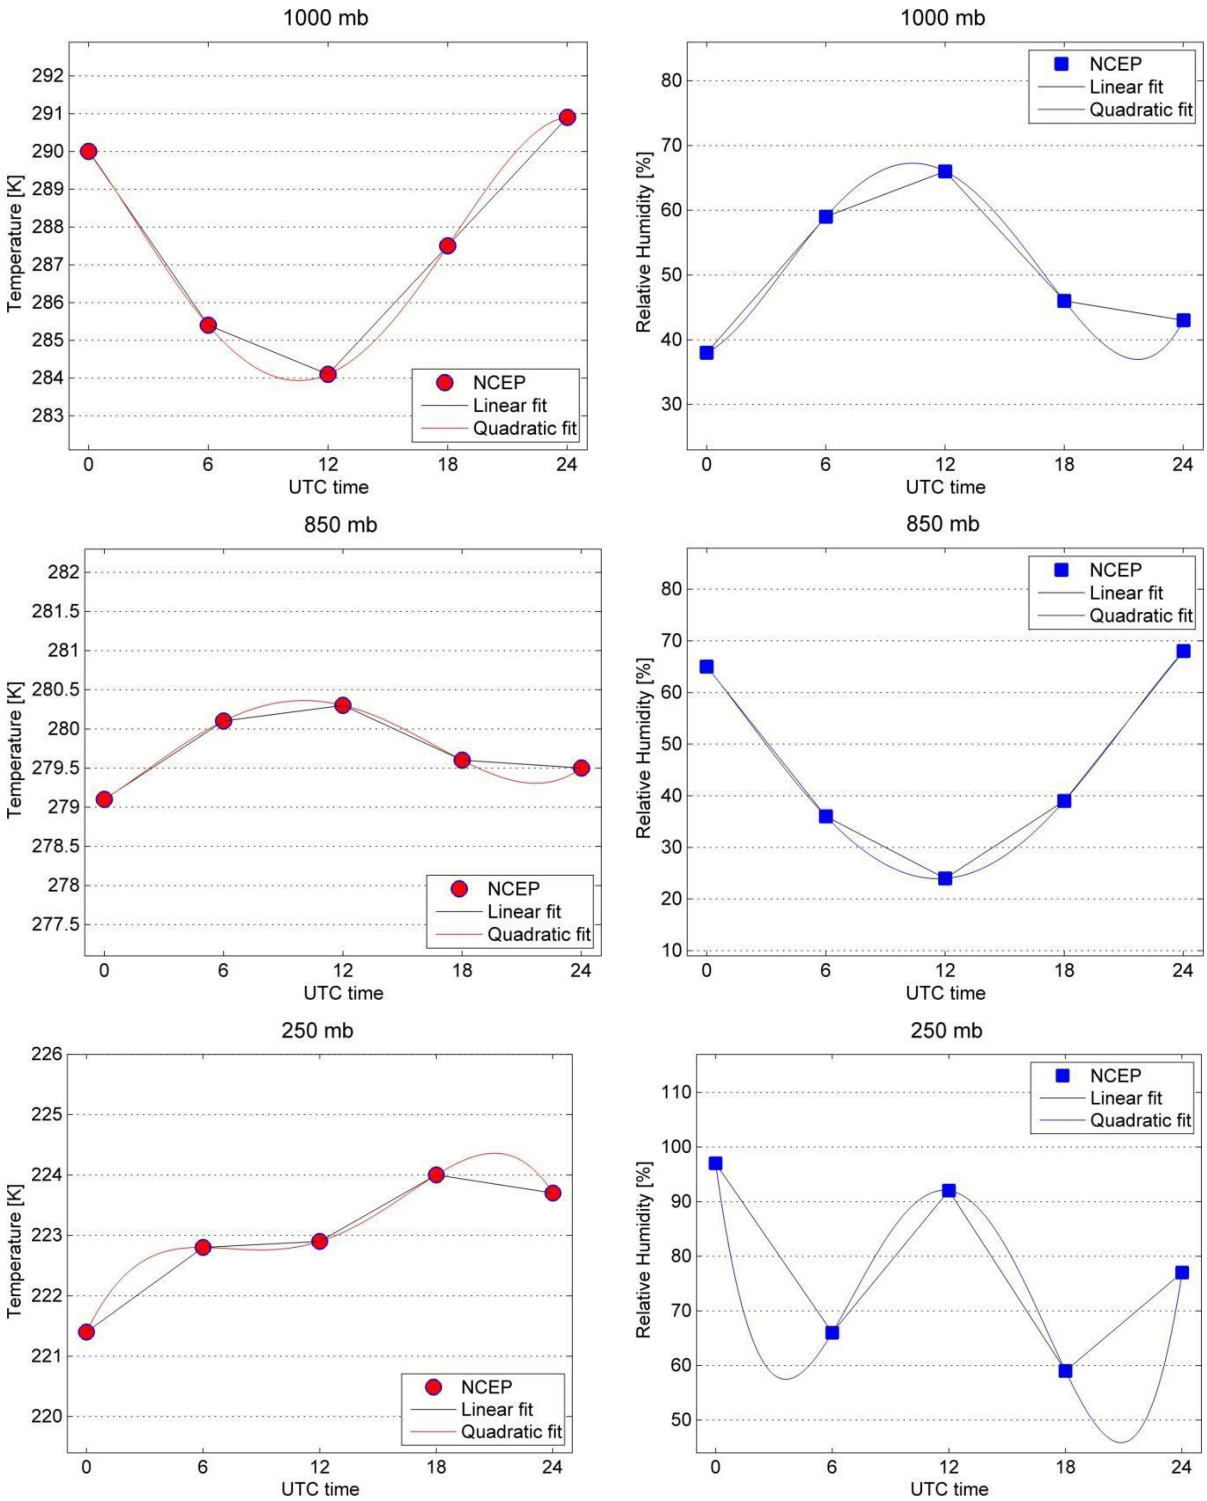 1000 mb
Temperature [K]
292
291
290
289
288
287
286
285
284
283
NCEP
Linear fit
Quadratic fit
0 6 12 18 24
UTC time
1000 mb
Relative Humidity [%]
80
70
60
50
40
30
NCEP
Linear fit
Quadratic fit
0 6 12 18 24
UTC time
850 mb
Temperature [K]
282
281.5
281
280.5
280
279.5
279
278.5
278
277.5
NCEP
Linear fit
Quadratic fit
0 6 12 18 24
UTC time
850 mb
Relative Humidity [%]
80
70
60
50
40
30
20
10
NCEP
Linear fit
Quadratic fit
0 6 12 18 24
UTC time
250 mb
Temperature [K]
226
225
224
223
222
221
220
NCEP
Linear fit
Quadratic fit
0 6 12 18 24
UTC time
250 mb
Relative Humidity [%]
110
100
90
80
70
60
50
NCEP
Linear fit
Quadratic fit
0 6 12 18 24
UTC time